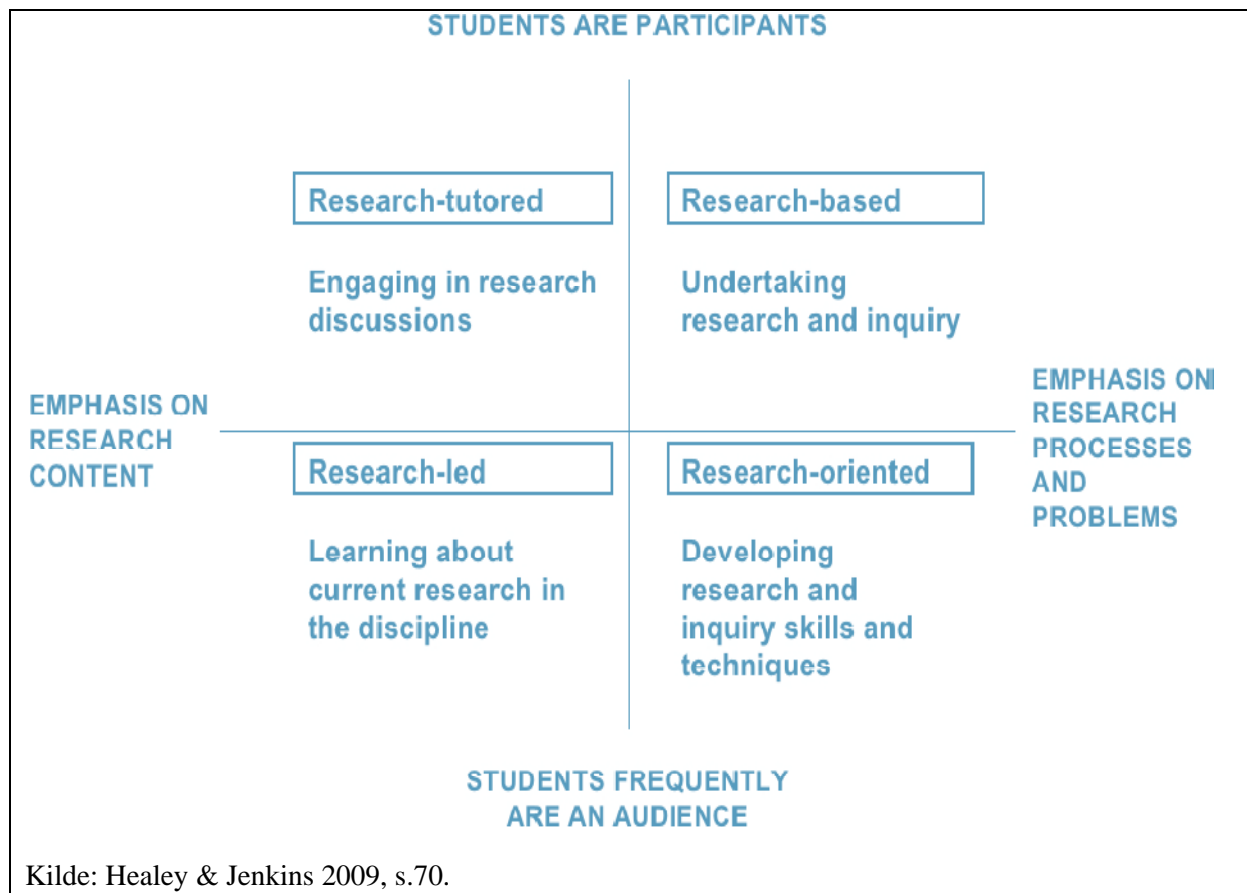 STUDENTS ARE PARTICIPANTS
Research-tutored
Engaging in research
discussions
Research-based
Undertaking
research and inquiry
EMPHASIS ON
RESEARCH
CONTENT
EMPHASIS ON
RESEARCH
PROCESSES
AND
PROBLEMS
Research-led
Learning about
current research in
the discipline
Research-oriented
Developing
research and
inquiry skills and
techniques
STUDENTS FREQUENTLY
ARE AN AUDIENCE
Kilde: Healey & Jenkins 2009, s.70.